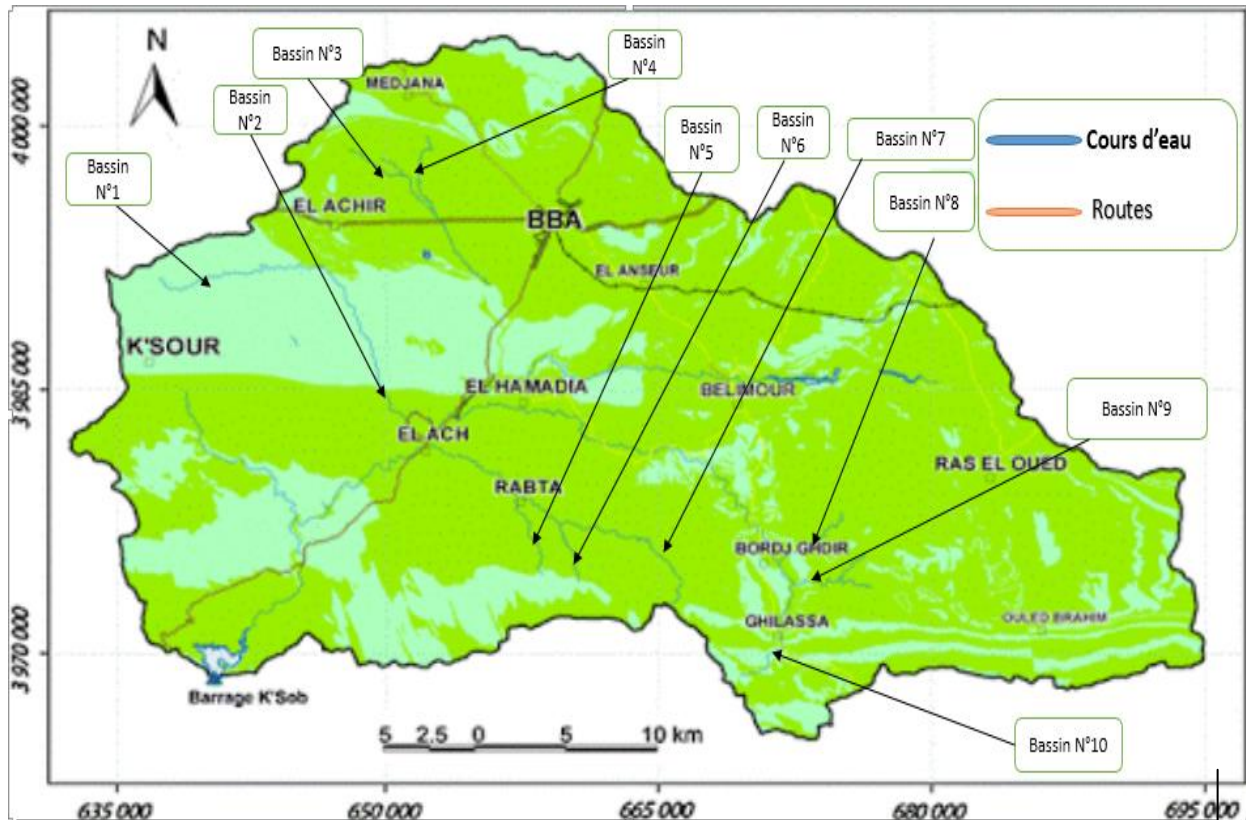 N
Bassin N°3
Bassin
N°4
MEDJANA
Bassin
N°2
Bassin
N°5
Bassin
N°6
Bassin N°7
Cours d'eau
Bassin
N°1
Bassin N°8
Routes
EL ACHIR
BBA
EL ANSEUR
K'SOUR
EL HAMADIA
BELIMOUR
Bassin N°9
EL ACH
RAS EL OUED
RABTA
BORDJ GHDIR
GHILASSA
OULED BRAHIM
Barrage K'Sob
Bassin N°10
5 2.5 0 5 10 km
4 000 000
3 985 000
3 970 000
635 000 650 000 665 000 680 000 695 000